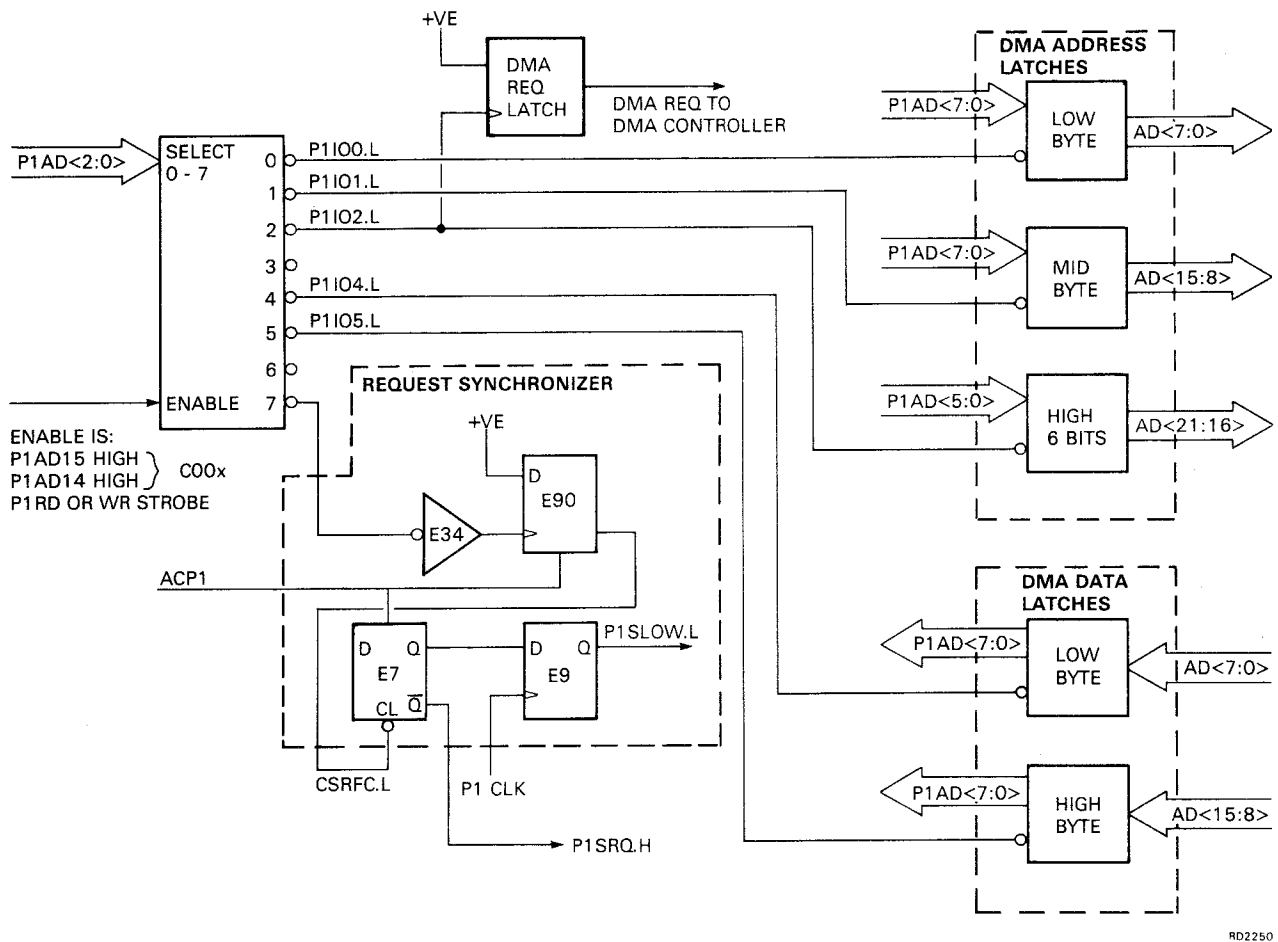 +VE
DMA
REQ
LATCH
DMA REQ TO
DMA CONTROLLER
P1AD<2:0>
SELECT
0 - 7
0
1
2
3
4
5
6
7
ENABLE
P1IO0.L
P1IO1.L
P1IO2.L
P1IO4.L
P1IO5.L
ENABLE IS:
P1AD15 HIGH
P1AD14 HIGH
C00x
P1RD OR WR STROBE
REQUEST SYNCHRONIZER
+VE
D
E90
E34
ACP1
D Q
E7
CL Q̅
D Q
E9
P1SLOW.L
CSRFC.L
P1 CLK
P1SRQ.H
DMA ADDRESS
LATCHES
P1AD<7:0>
LOW
BYTE
AD<7:0>
P1AD<7:0>
MID
BYTE
AD<15:8>
P1AD<5:0>
HIGH
6 BITS
AD<21:16>
DMA DATA
LATCHES
P1AD<7:0>
LOW
BYTE
AD<7:0>
P1AD<7:0>
HIGH
BYTE
AD<15:8>
RD2250